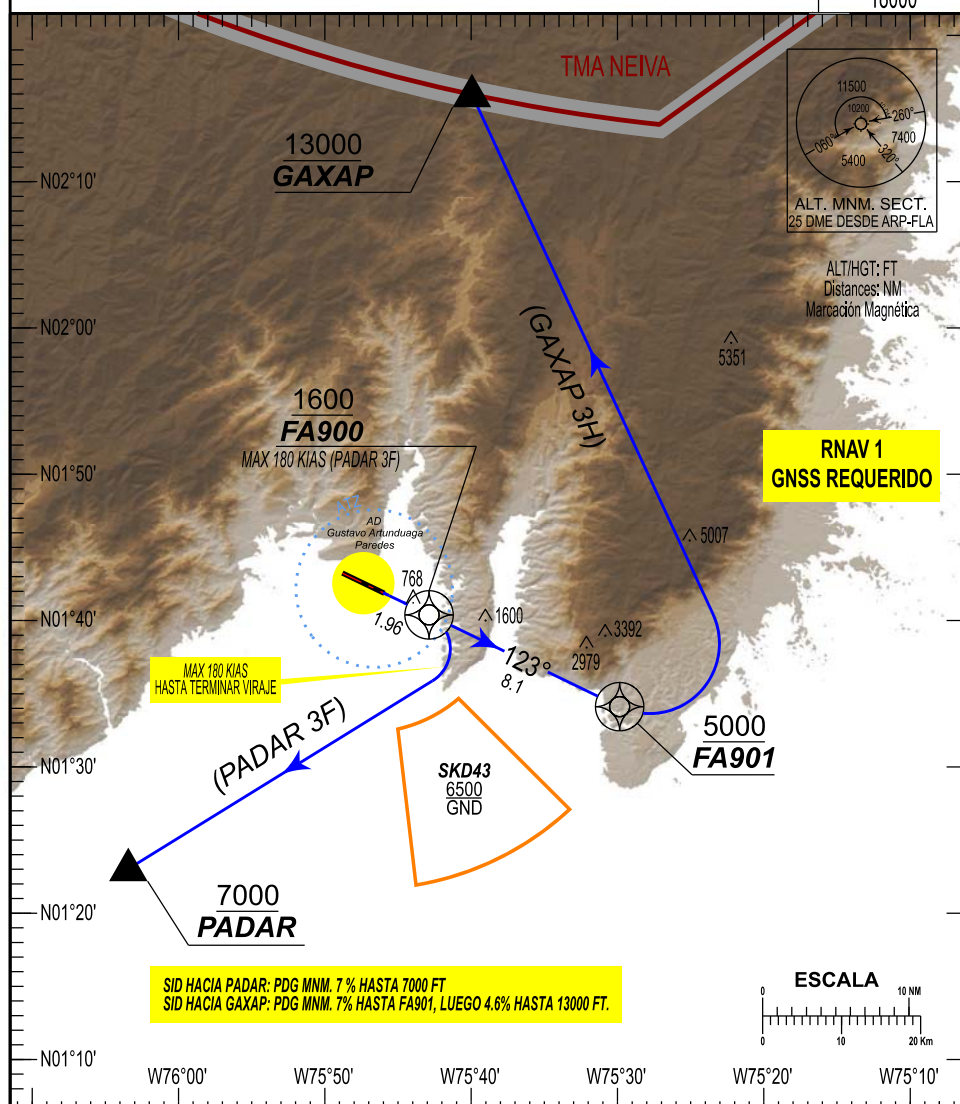 10000
TMA NEIVA
11500
10200
260°
7400
060°
320°
5400
ALT. MNM. SECT.
25 DME DESDE ARP-FLA
13000
GAXAP
N02°10'
ALT/HGT: FT
Distances: NM
Marcación Magnética
N02°00'
(GAXAP 3H)
5351
1600
FA900
MAX 180 KIAS (PADAR 3F)
RNAV 1
GNSS REQUERIDO
N01°50'
AD
Gustavo Artunduaga
Paredes
5007
768
N01°40'
1.96
1600
3392
2979
123°
8.1
MAX 180 KIAS
HASTA TERMINAR VIRAJE
(PADAR 3F)
5000
FA901
N01°30'
SKD43
6500
GND
7000
PADAR
N01°20'
SID HACIA PADAR: PDG MNM. 7 % HASTA 7000 FT
SID HACIA GAXAP: PDG MNM. 7% HASTA FA901, LUEGO 4.6% HASTA 13000 FT.
ESCALA
0 10 NM
0 10 20 Km
N01°10'
W76°00' W75°50' W75°40' W75°30' W75°20' W75°10'